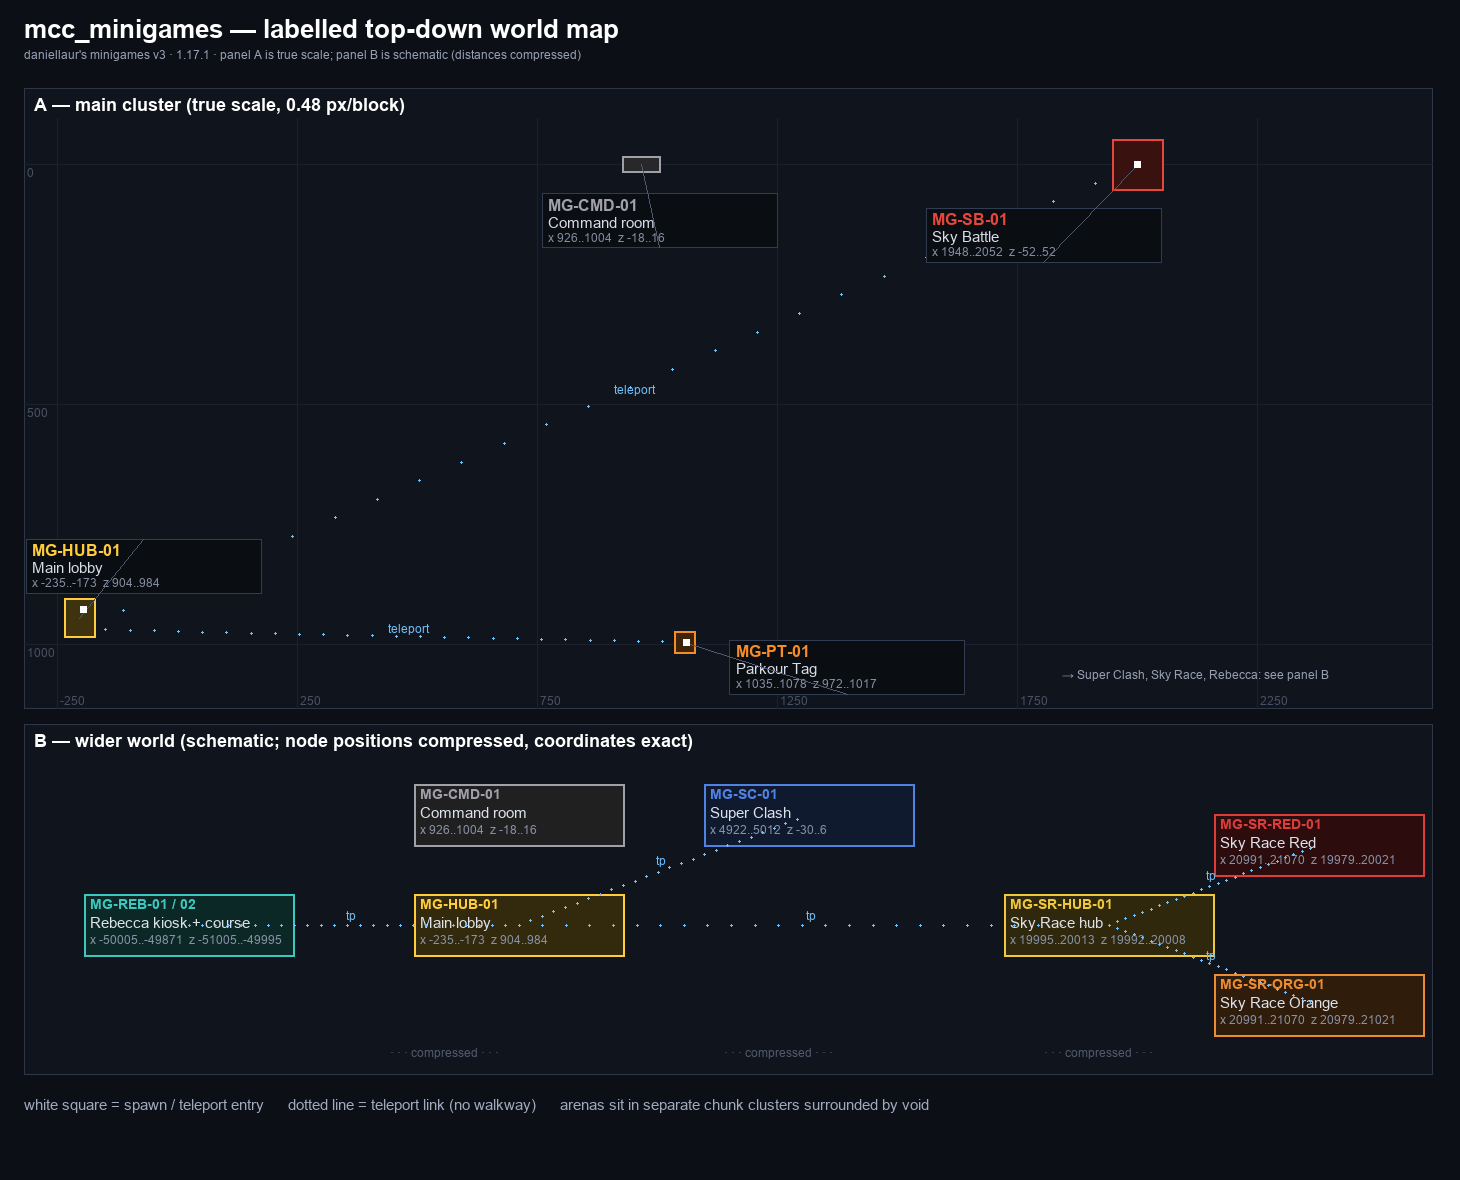 mcc_minigames — labelled top-down world map
daniellaur's minigames v3 · 1.17.1 · panel A is true scale; panel B is schematic (distances compressed)
A — main cluster (true scale, 0.48 px/block)
0
MG-CMD-01
Command room
x 926..1004 z -18..16
MG-SB-01
Sky Battle
x 1948..2052 z -52..52
teleport
500
MG-HUB-01
Main lobby
x -235..-173 z 904..984
teleport
1000
MG-PT-01
Parkour Tag
x 1035..1078 z 972..1017
→ Super Clash, Sky Race, Rebecca: see panel B
-250
250
750
1250
1750
2250
B — wider world (schematic; node positions compressed, coordinates exact)
MG-CMD-01
Command room
x 926..1004 z -18..16
MG-SC-01
Super Clash
x 4922..5012 z -30..6
MG-SR-RED-01
Sky Race Red
x 20991..21070 z 19979..20021
tp
tp
MG-REB-01 / 02
Rebecca kiosk + course
x -50005..-49871 z -51005..-49995
tp
MG-HUB-01
Main lobby
x -235..-173 z 904..984
tp
MG-SR-HUB-01
Sky Race hub
x 19995..20013 z 19992..20008
tp
MG-SR-ORG-01
Sky Race Orange
x 20991..21070 z 20979..21021
- - - compressed - - -
- - - compressed - - -
- - - compressed - - -
white square = spawn / teleport entry
dotted line = teleport link (no walkway)
arenas sit in separate chunk clusters surrounded by void